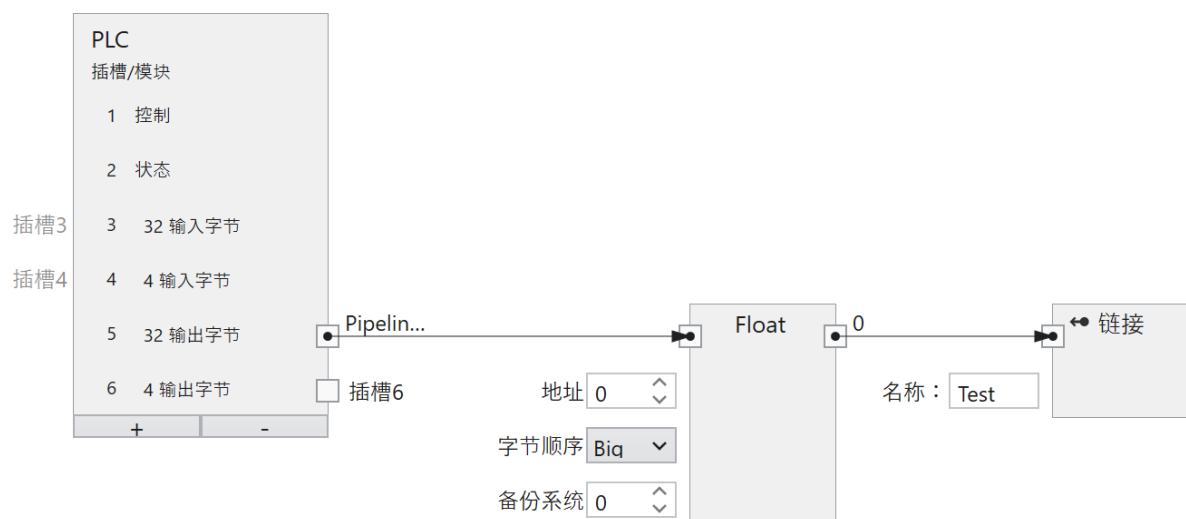 PLC
插槽/模块
1 控制
2 状态
插槽3 3 32 输入字节
插槽4 4 4 输入字节
5 32 输出字节 Pipelin... Float 0 链接
6 4 输出字节 插槽6 地址 0 名称： Test
+ -
字节顺序 Big
备份系统 0